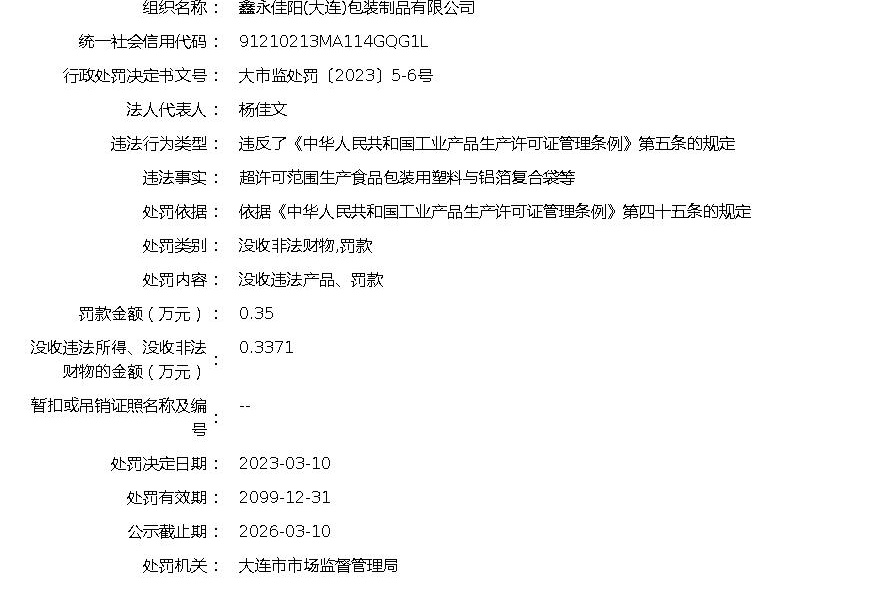 组织名称： 鑫永佳阳(大连)包装制品有限公司
统一社会信用代码： 91210213MA114GQG1L
行政处罚决定书文号： 大市监处罚〔2023〕5-6号
法人代表人： 杨佳文
违法行为类型： 违反了《中华人民共和国工业产品生产许可证管理条例》第五条的规定
违法事实： 超许可范围生产食品包装用塑料与铝箔复合袋等
处罚依据： 依据《中华人民共和国工业产品生产许可证管理条例》第四十五条的规定
处罚类别： 没收非法财物,罚款
处罚内容： 没收违法产品、罚款
罚款金额（万元）： 0.35
没收违法所得、没收非法 0.3371
财物的金额（万元）：
暂扣或吊销证照名称及编 --
号：
处罚决定日期： 2023-03-10
处罚有效期： 2099-12-31
公示截止期： 2026-03-10
处罚机关： 大连市市场监督管理局